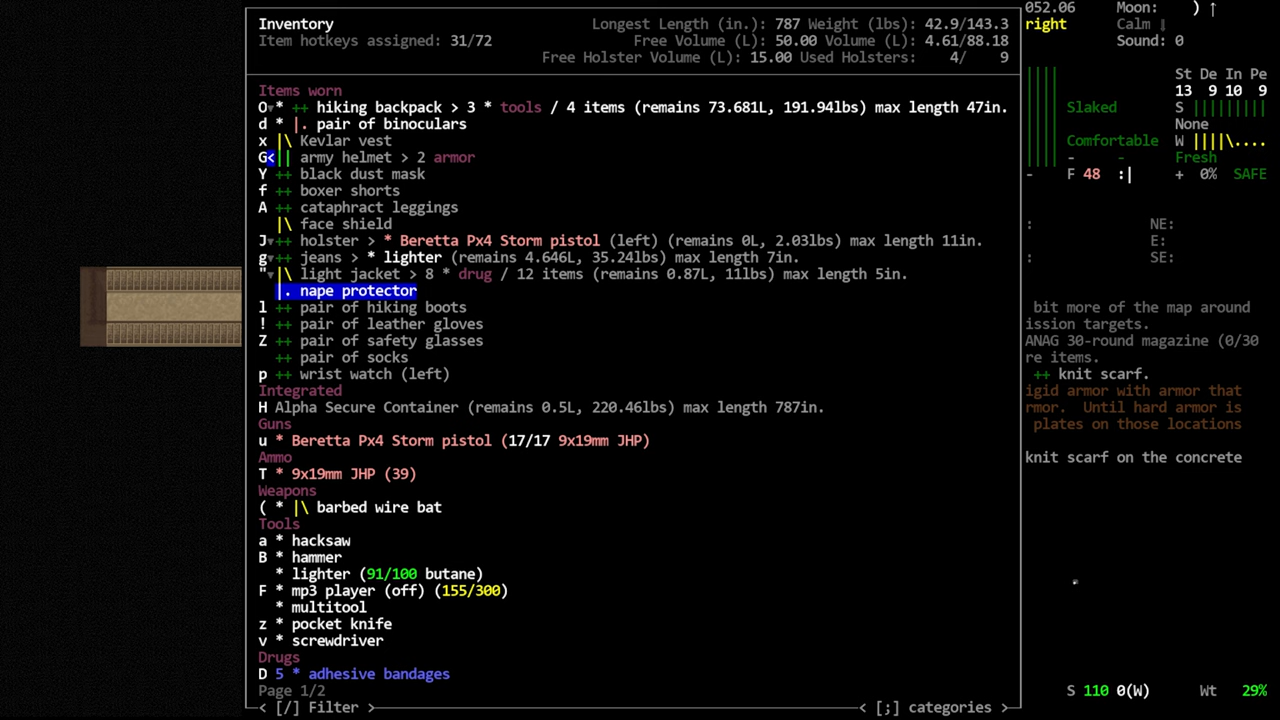 Inventory Longest Length (in.): 787 Weight (lbs): 42.9/143.3
Item hotkeys assigned: 31/72 Free Volume (L): 50.00 Volume (L): 4.61/88.18
Free Holster Volume (L): 15.00 Used Holsters: 4/ 9
Items worn
O▾* ++ hiking backpack > 3 * tools / 4 items (remains 73.681L, 191.94lbs) max length 47in.
d * |. pair of binoculars
x |\ Kevlar vest
G< || army helmet > 2 armor
Y ++ black dust mask
f ++ boxer shorts
A ++ cataphract leggings
|\ face shield
J▾++ holster > * Beretta Px4 Storm pistol (left) (remains 0L, 2.03lbs) max length 11in.
g▾++ jeans > * lighter (remains 4.646L, 35.24lbs) max length 7in.
"▾|\ light jacket > 8 * drug / 12 items (remains 0.87L, 11lbs) max length 5in.
|. nape protector
l ++ pair of hiking boots
! ++ pair of leather gloves
Z ++ pair of safety glasses
++ pair of socks
p ++ wrist watch (left)
Integrated
H Alpha Secure Container (remains 0.5L, 220.46lbs) max length 787in.
Guns
u * Beretta Px4 Storm pistol (17/17 9x19mm JHP)
Ammo
T * 9x19mm JHP (39)
Weapons
( * |\ barbed wire bat
Tools
a * hacksaw
B * hammer
* lighter (91/100 butane)
F * mp3 player (off) (155/300)
* multitool
z * pocket knife
v * screwdriver
Drugs
D 5 * adhesive bandages
Page 1/2
< [/] Filter > < [;] categories >
052.06 Moon: ) ↑
right Calm
Sound: 0
St De In Pe
13 9 10 9
Slaked S ||||||||||
None
Comfortable W ||||\....
- - Fresh
- F 48 :| + 0% SAFE
: NE:
: E:
: SE:
bit more of the map around
ission targets.
ANAG 30-round magazine (0/30
re items.
++ knit scarf.
igid armor with armor that
rmor. Until hard armor is
plates on those locations
knit scarf on the concrete
S 110 0(W) Wt 29%